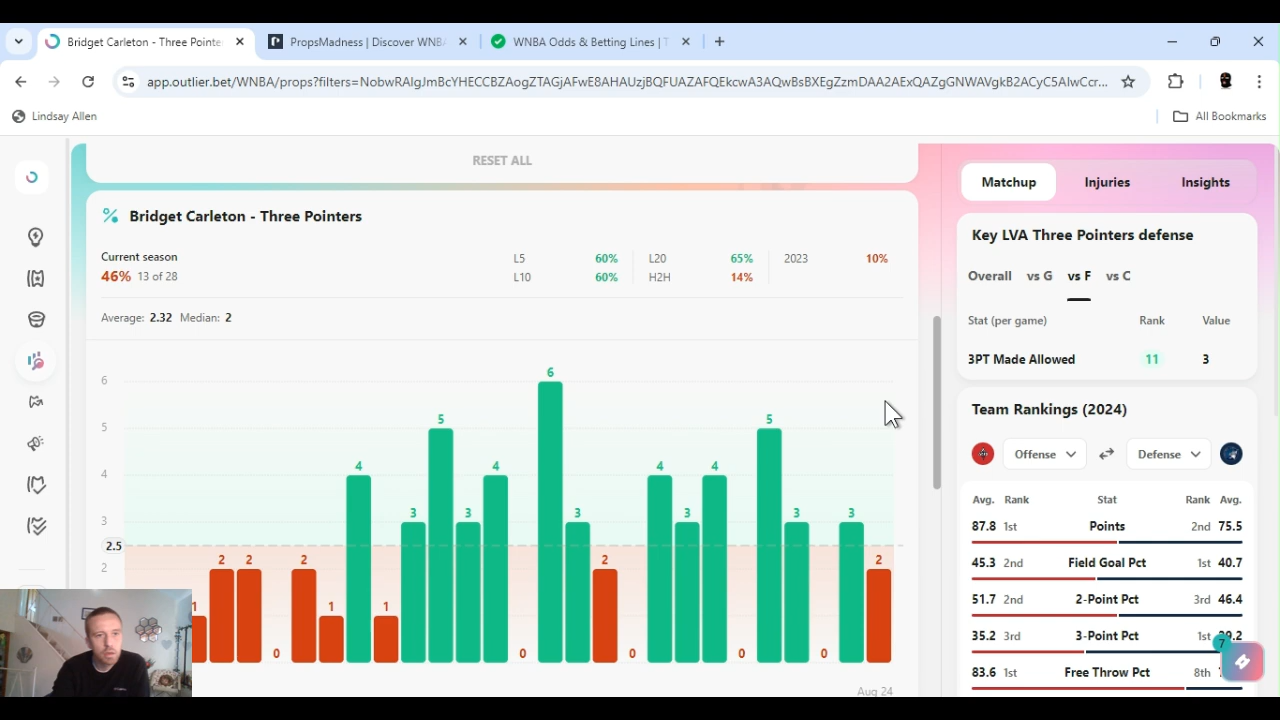 Bridget Carleton - Three Pointe
PropsMadness | Discover WNB
WNBA Odds & Betting Lines | T
app.outlier.bet/WNBA/props?filters=NobwRAIgJmBcYHECCBZAogZTAGjAFwE8AHAUzjBQFUAZAFQEkcwA3AQwBsBXEgZzmDAA2AExQAZgGNWAVgkB2ACyC5AIwCcr...
Lindsay Allen
All Bookmarks
RESET ALL
Matchup Injuries Insights
Bridget Carleton - Three Pointers
Key LVA Three Pointers defense
Current season
46% 13 of 28
L5 60% L20 65% 2023 10%
L10 60% H2H 14%
Overall vs G vs F vs C
Average: 2.32 Median: 2
Stat (per game) Rank Value
3PT Made Allowed 11 3
6
5
4
3
2.5
2
1 2 2 0 2 1 4 1 3 5 3 4 0 6 3 2 0 4 3 4 0 5 3 0 3 2
Aug 24
Team Rankings (2024)
Offense Defense
Avg. Rank Stat Rank Avg.
87.8 1st Points 2nd 75.5
45.3 2nd Field Goal Pct 1st 40.7
51.7 2nd 2-Point Pct 3rd 46.4
35.2 3rd 3-Point Pct 1st
7
83.6 1st Free Throw Pct 8th